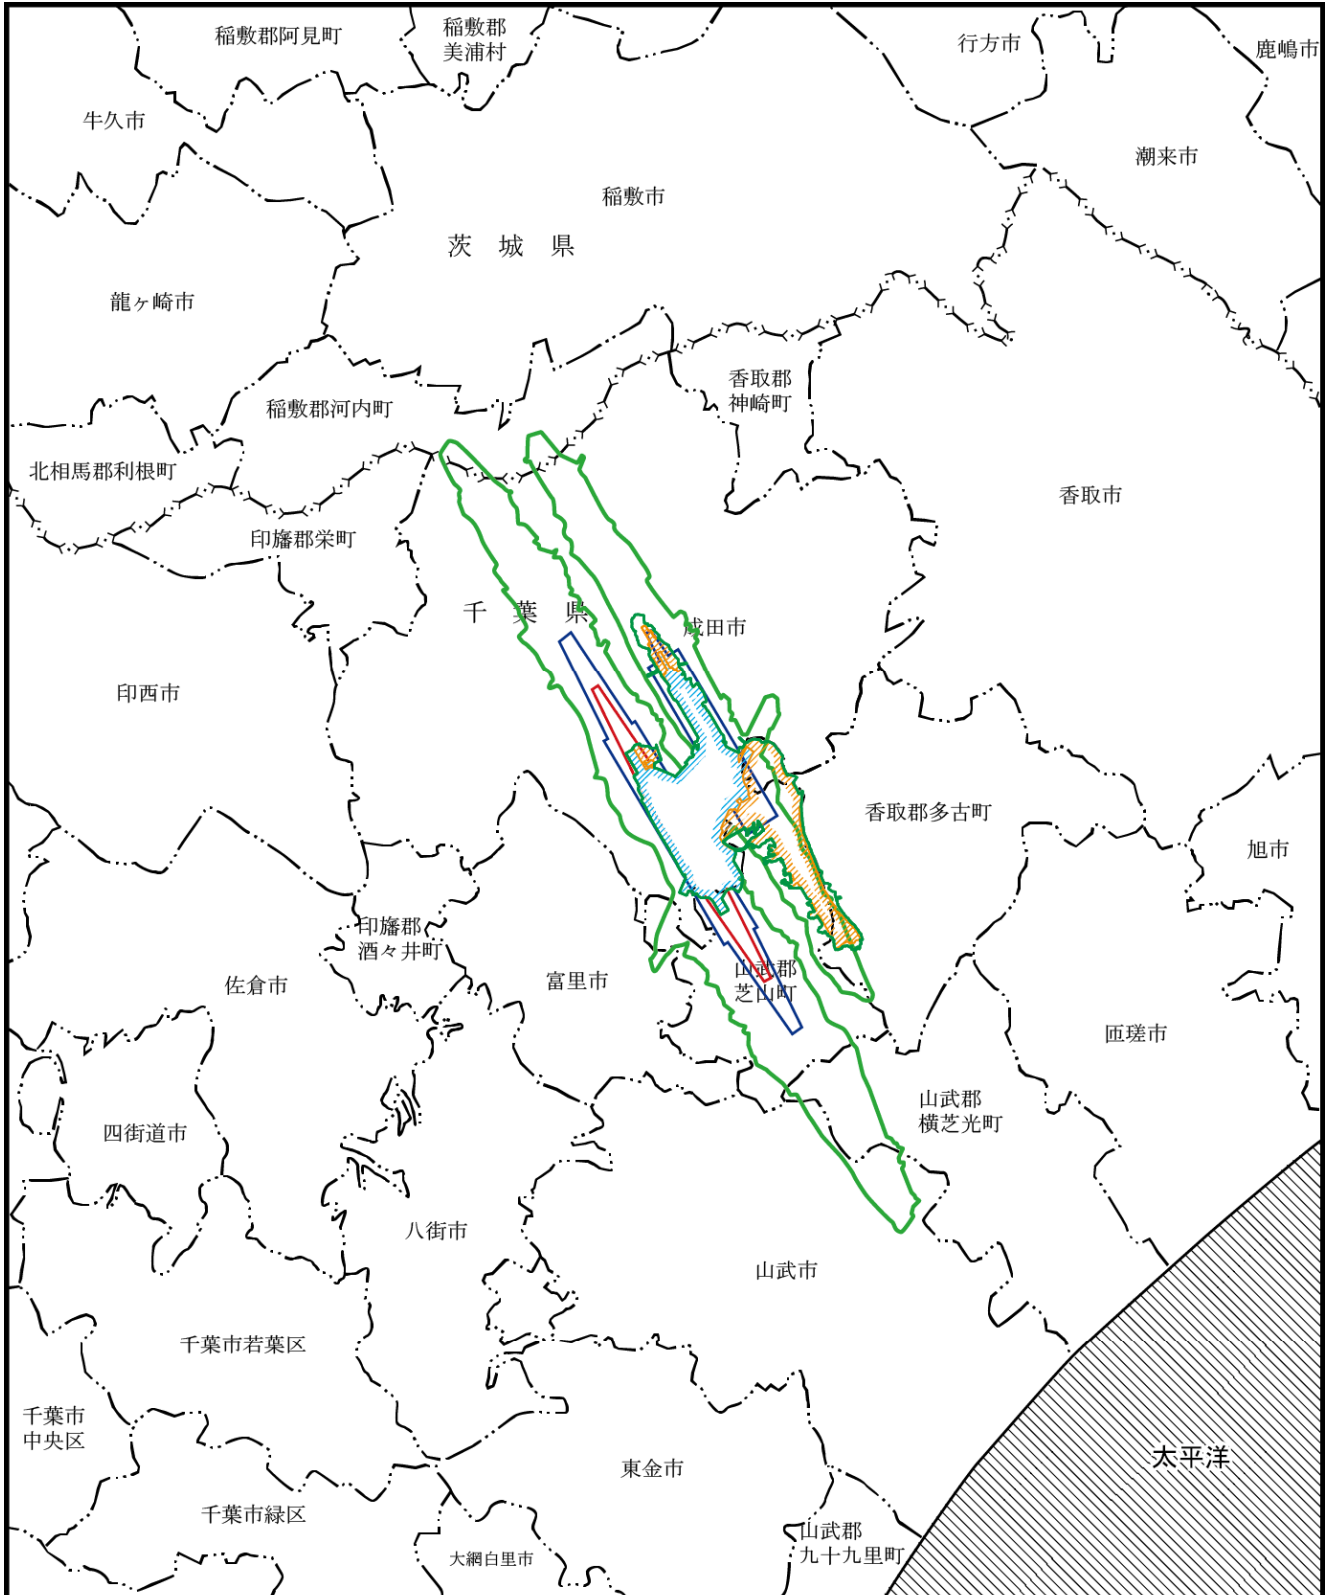 稲敷郡阿見町
稲敷郡
美浦村
行方市
鹿嶋市
牛久市
潮来市
稲敷市
茨城県
龍ヶ崎市
香取郡
神崎町
稲敷郡河内町
北相馬郡利根町
香取市
印旛郡栄町
千葉県
成田市
印西市
香取郡多古町
旭市
印旛郡
酒々井町
佐倉市
富里市
山武郡
芝山町
匝瑳市
山武郡
横芝光町
四街道市
八街市
山武市
千葉市若葉区
千葉市
中央区
東金市
太平洋
千葉市緑区
大網白里市
山武郡
九十九里町